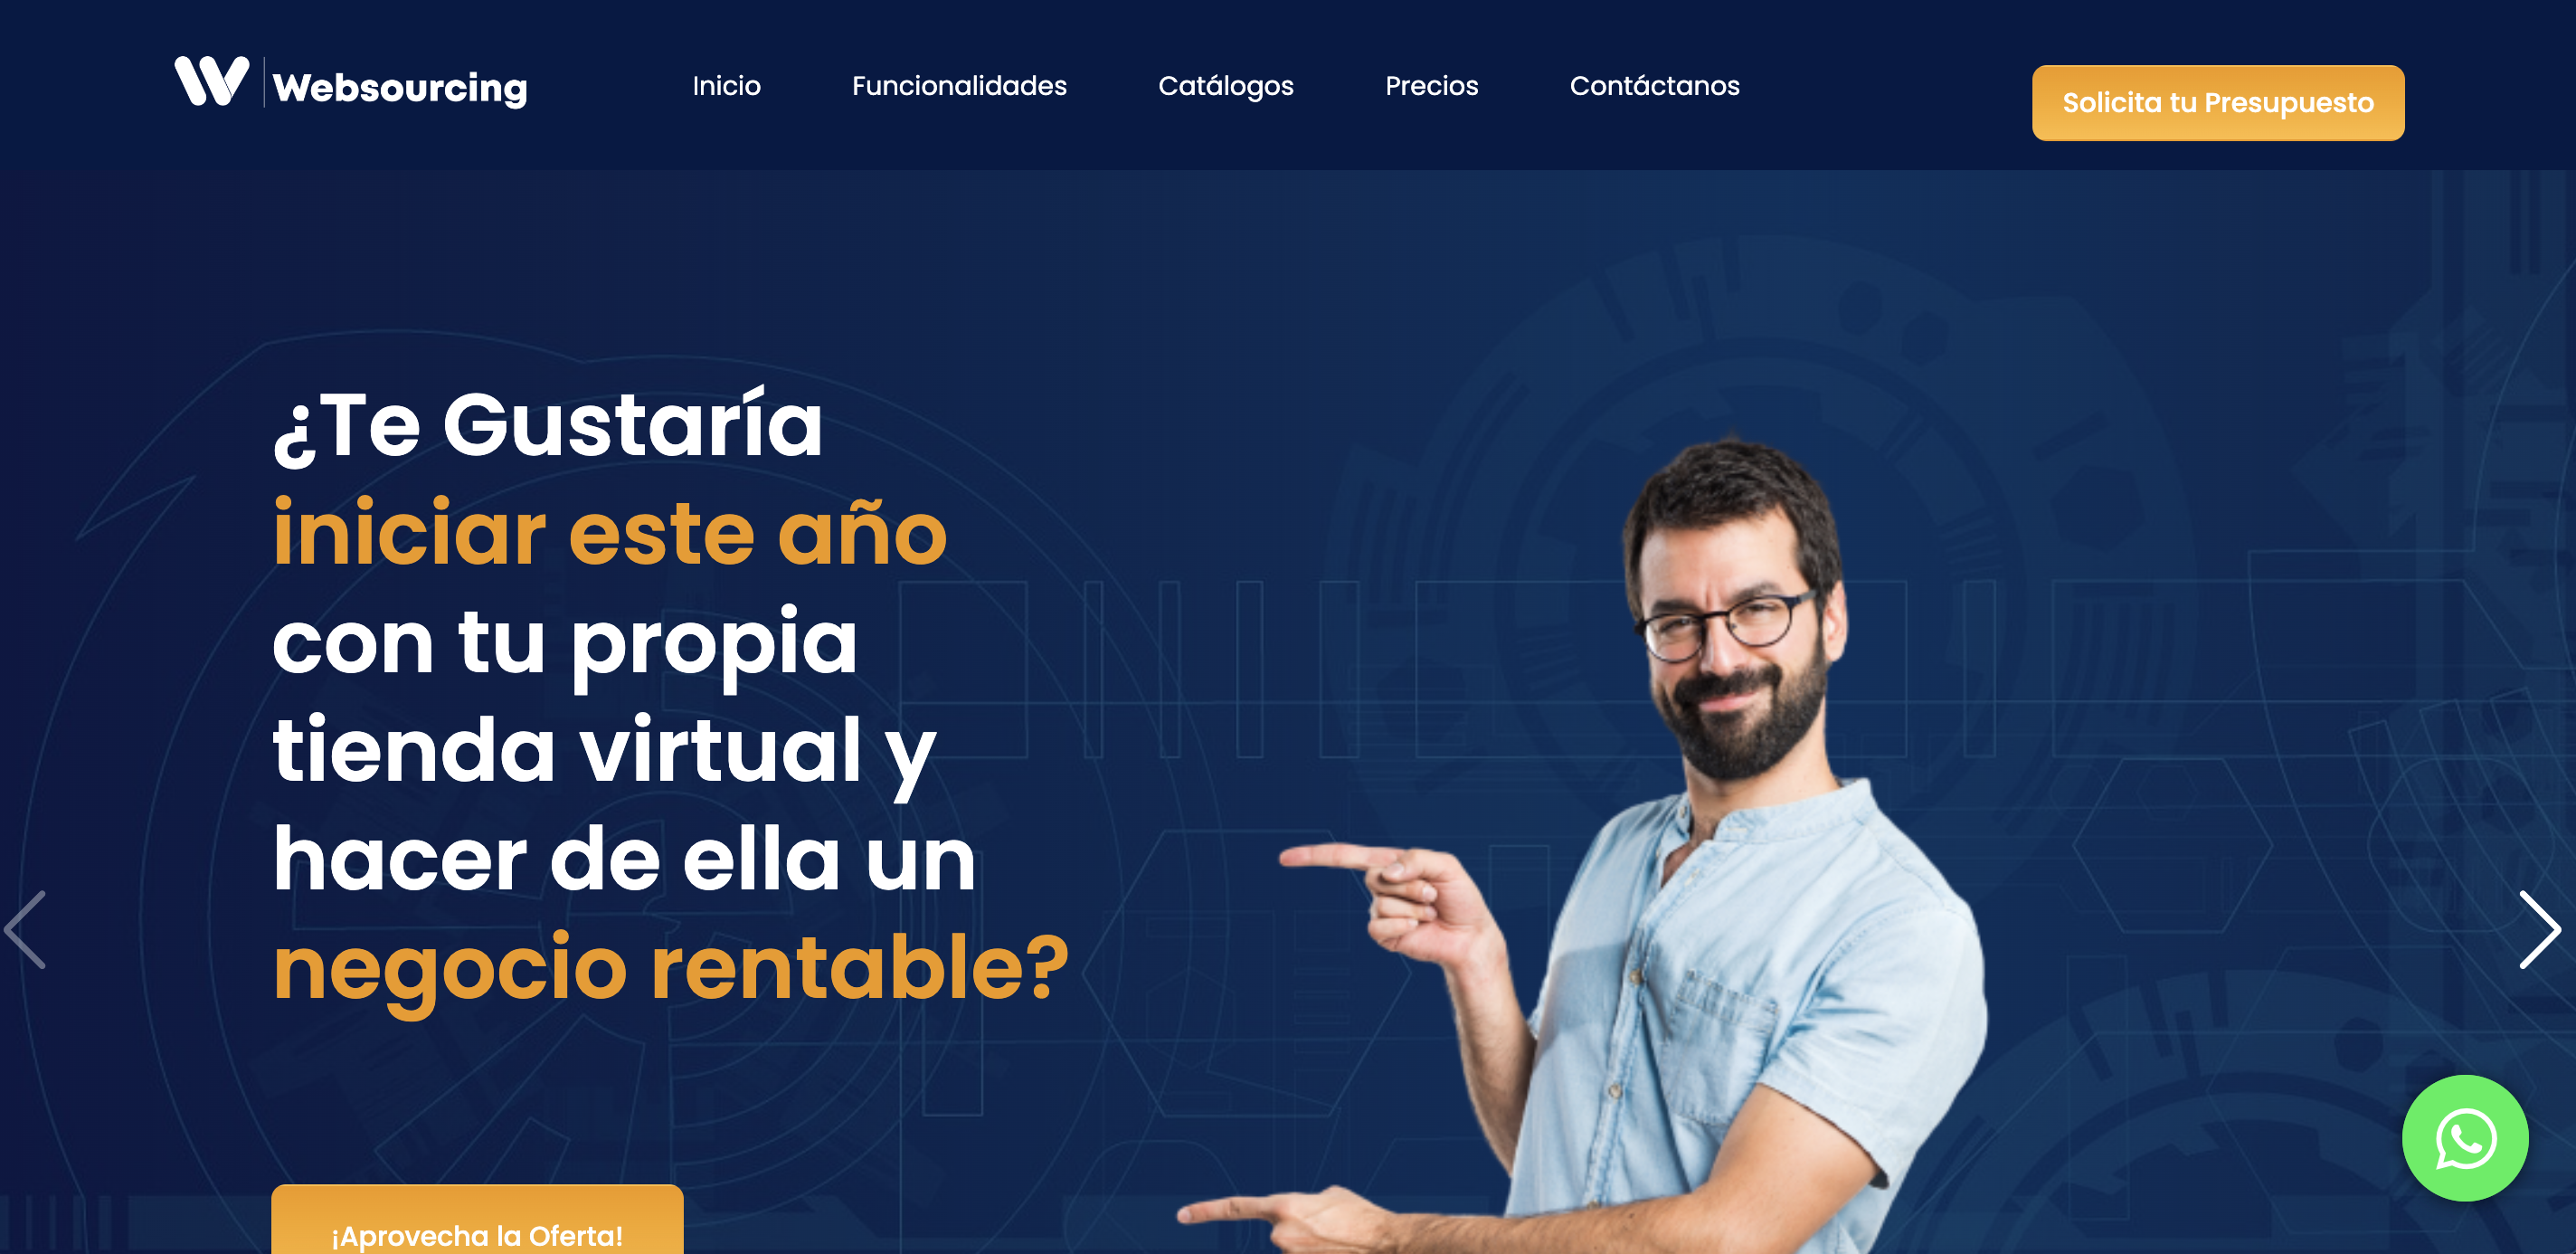 Websourcing
Inicio
Funcionalidades
Catálogos
Precios
Contáctanos
Solicita tu Presupuesto
¿Te Gustaría
iniciar este año
con tu propia
tienda virtual y
hacer de ella un
negocio rentable?
¡Aprovecha la Oferta!